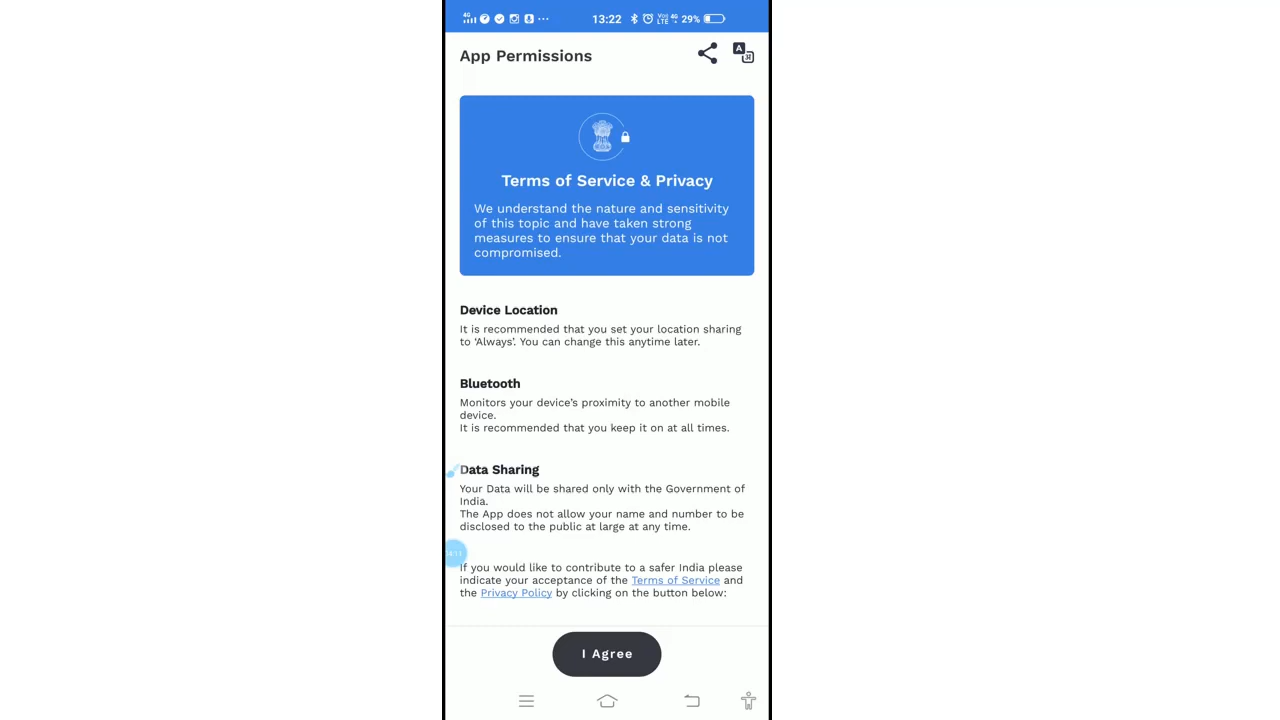 4G 13:22 VoLTE 4G 29%
App Permissions
A अ
Terms of Service & Privacy
We understand the nature and sensitivity
of this topic and have taken strong
measures to ensure that your data is not
compromised.
Device Location
It is recommended that you set your location sharing
to ‘Always’. You can change this anytime later.
Bluetooth
Monitors your device’s proximity to another mobile
device.
It is recommended that you keep it on at all times.
Data Sharing
Your Data will be shared only with the Government of
India.
The App does not allow your name and number to be
disclosed to the public at large at any time.
If you would like to contribute to a safer India please
indicate your acceptance of the Terms of Service and
the Privacy Policy by clicking on the button below:
I Agree